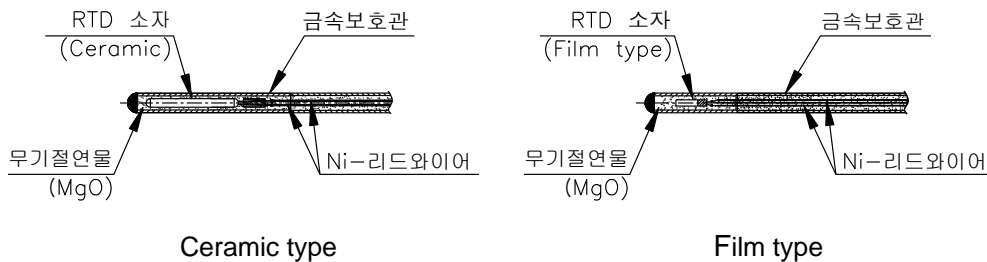 RTD 소자
(Ceramic)
금속보호관
무기절연물
(MgO)
Ni-리드와이어
Ceramic type
RTD 소자
(Film type)
금속보호관
무기절연물
(MgO)
Ni-리드와이어
Film type